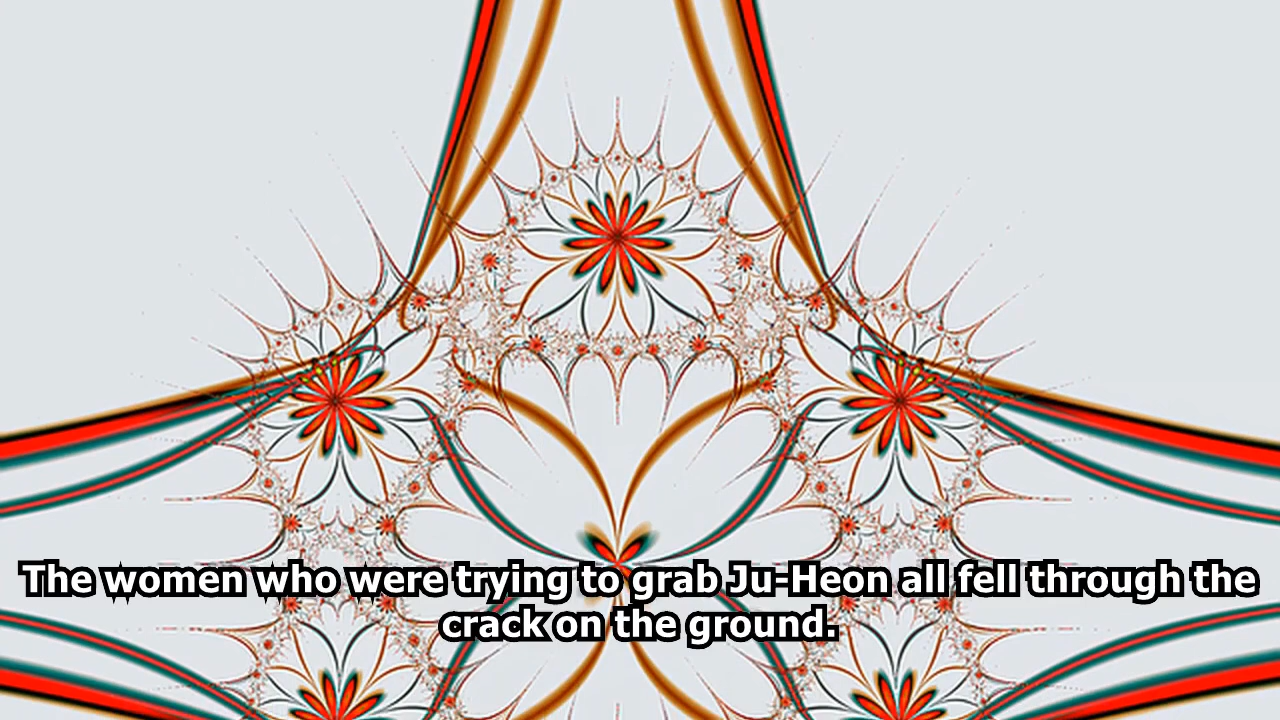 The women who were trying to grab Ju-Heon all fell through the
crack on the ground.